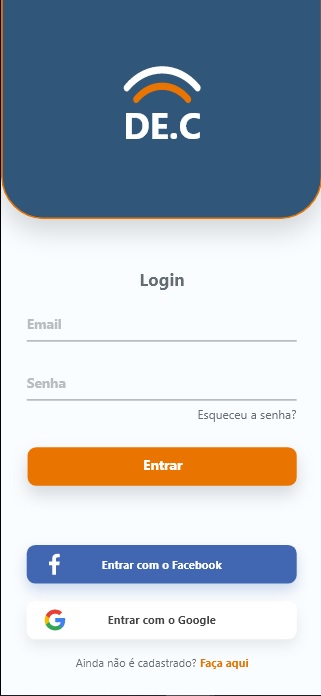 DE.C
Login
Email
Senha
Esqueceu a senha?
Entrar
Entrar com o Facebook
Entrar com o Google
Ainda não é cadastrado? Faça aqui